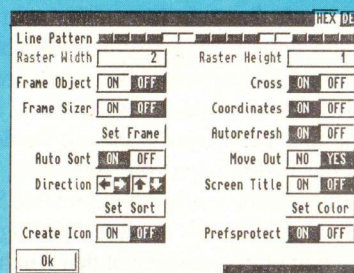 HEX DE
Line Pattern
Raster Width 2 Raster Height 1
Frame Object ON OFF Cross ON OFF
Frame Sizer ON OFF Coordinates ON OFF
Set Frame Autorefresh ON OFF
Auto Sort ON OFF Move Out NO YES
Direction Screen Title ON OFF
Set Sort Set Color
Create Icon ON OFF Prefsprotect ON OFF
Ok